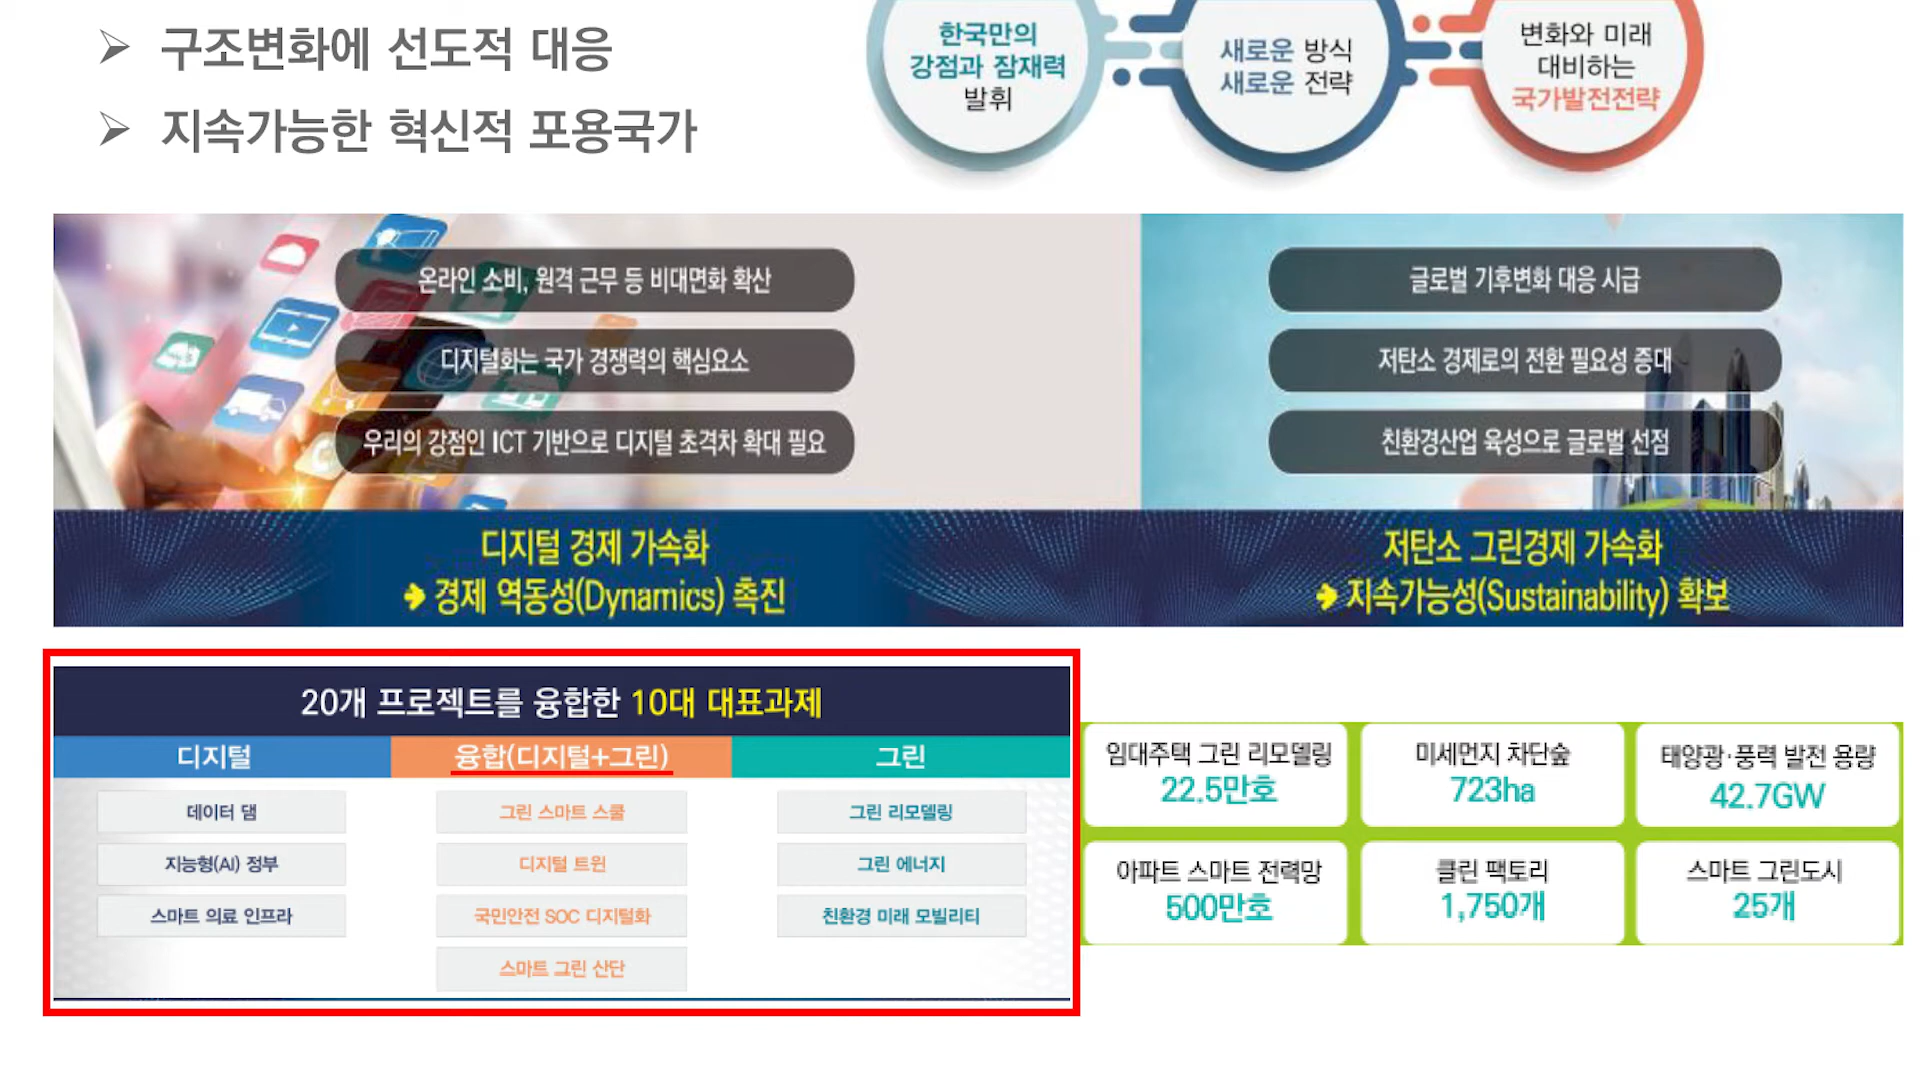 ➢ 구조변화에 선도적 대응
➢ 지속가능한 혁신적 포용국가
한국만의
강점과 잠재력
발휘
새로운 방식
새로운 전략
변화와 미래
대비하는
국가발전전략
온라인 소비, 원격 근무 등 비대면화 확산
디지털화는 국가 경쟁력의 핵심요소
우리의 강점인 ICT 기반으로 디지털 초격차 확대 필요
디지털 경제 가속화
➔ 경제 역동성(Dynamics) 촉진
글로벌 기후변화 대응 시급
저탄소 경제로의 전환 필요성 증대
친환경산업 육성으로 글로벌 선점
저탄소 그린경제 가속화
➔ 지속가능성(Sustainability) 확보
20개 프로젝트를 융합한 10대 대표과제
디지털
데이터 댐
지능형(AI) 정부
스마트 의료 인프라
융합(디지털+그린)
그린 스마트 스쿨
디지털 트윈
국민안전 SOC 디지털화
스마트 그린 산단
그린
그린 리모델링
그린 에너지
친환경 미래 모빌리티
임대주택 그린 리모델링
22.5만호
미세먼지 차단숲
723ha
태양광·풍력 발전 용량
42.7GW
아파트 스마트 전력망
500만호
클린 팩토리
1,750개
스마트 그린도시
25개